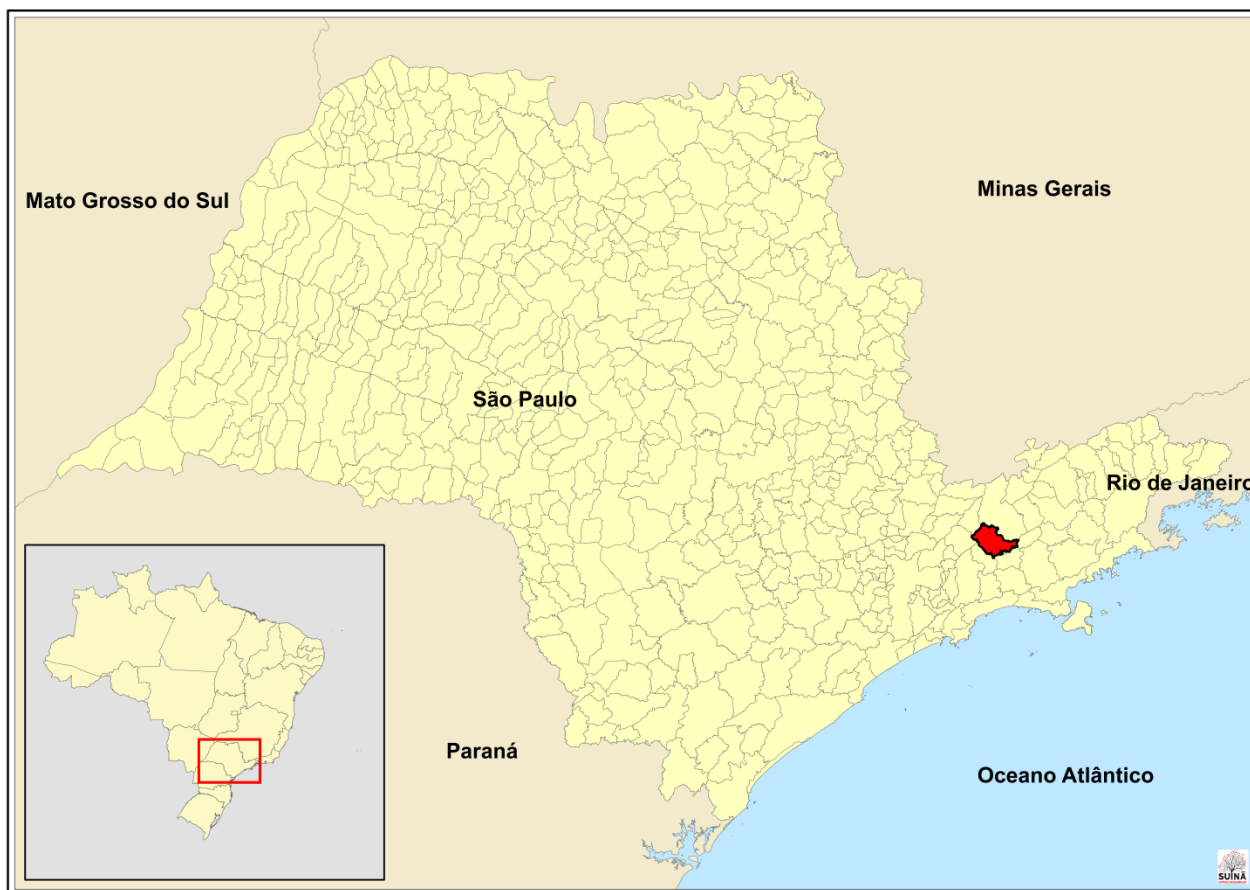 Mato Grosso do Sul
Minas Gerais
São Paulo
Rio de Janeiro
Paraná
Oceano Atlântico
SUINÃ